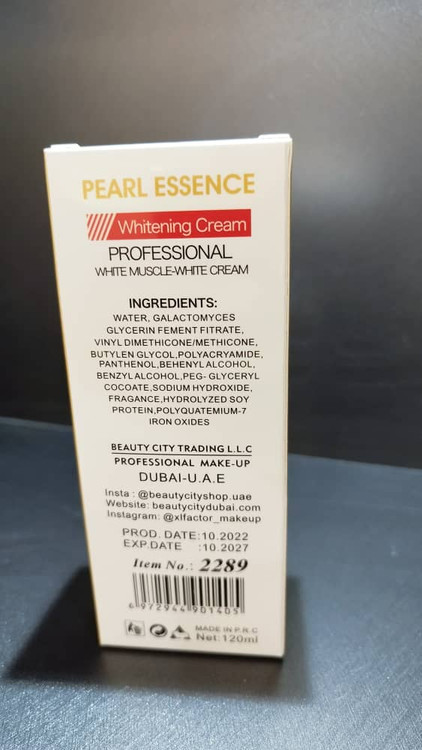 PEARL ESSENCE
Whitening Cream
PROFESSIONAL
WHITE MUSCLE-WHITE CREAM
INGREDIENTS:
WATER, GALACTOMYCES
GLYCERIN FEMENT FITRATE,
VINYL DIMETHICONE/METHICONE,
BUTYLEN GLYCOL,POLYACRYAMIDE,
PANTHENOL,BEHENYL ALCOHOL,
BENZYL ALCOHOL,PEG- GLYCERYL
COCOATE,SODIUM HYDROXIDE,
FRAGANCE,HYDROLYZED SOY
PROTEIN,POLYQUATEMIUM-7
IRON OXIDES
BEAUTY CITY TRADING L.L.C
PROFESSIONAL MAKE-UP
DUBAI-U.A.E
Insta : @beautycityshop.uae
Website: beautycitydubai.com
Instagram: @xlfactor_makeup
PROD. DATE:10.2022
EXP.DATE :10.2027
Item No.: 2289
6 972944 901405
MADE IN P.R.C
Net:120ml